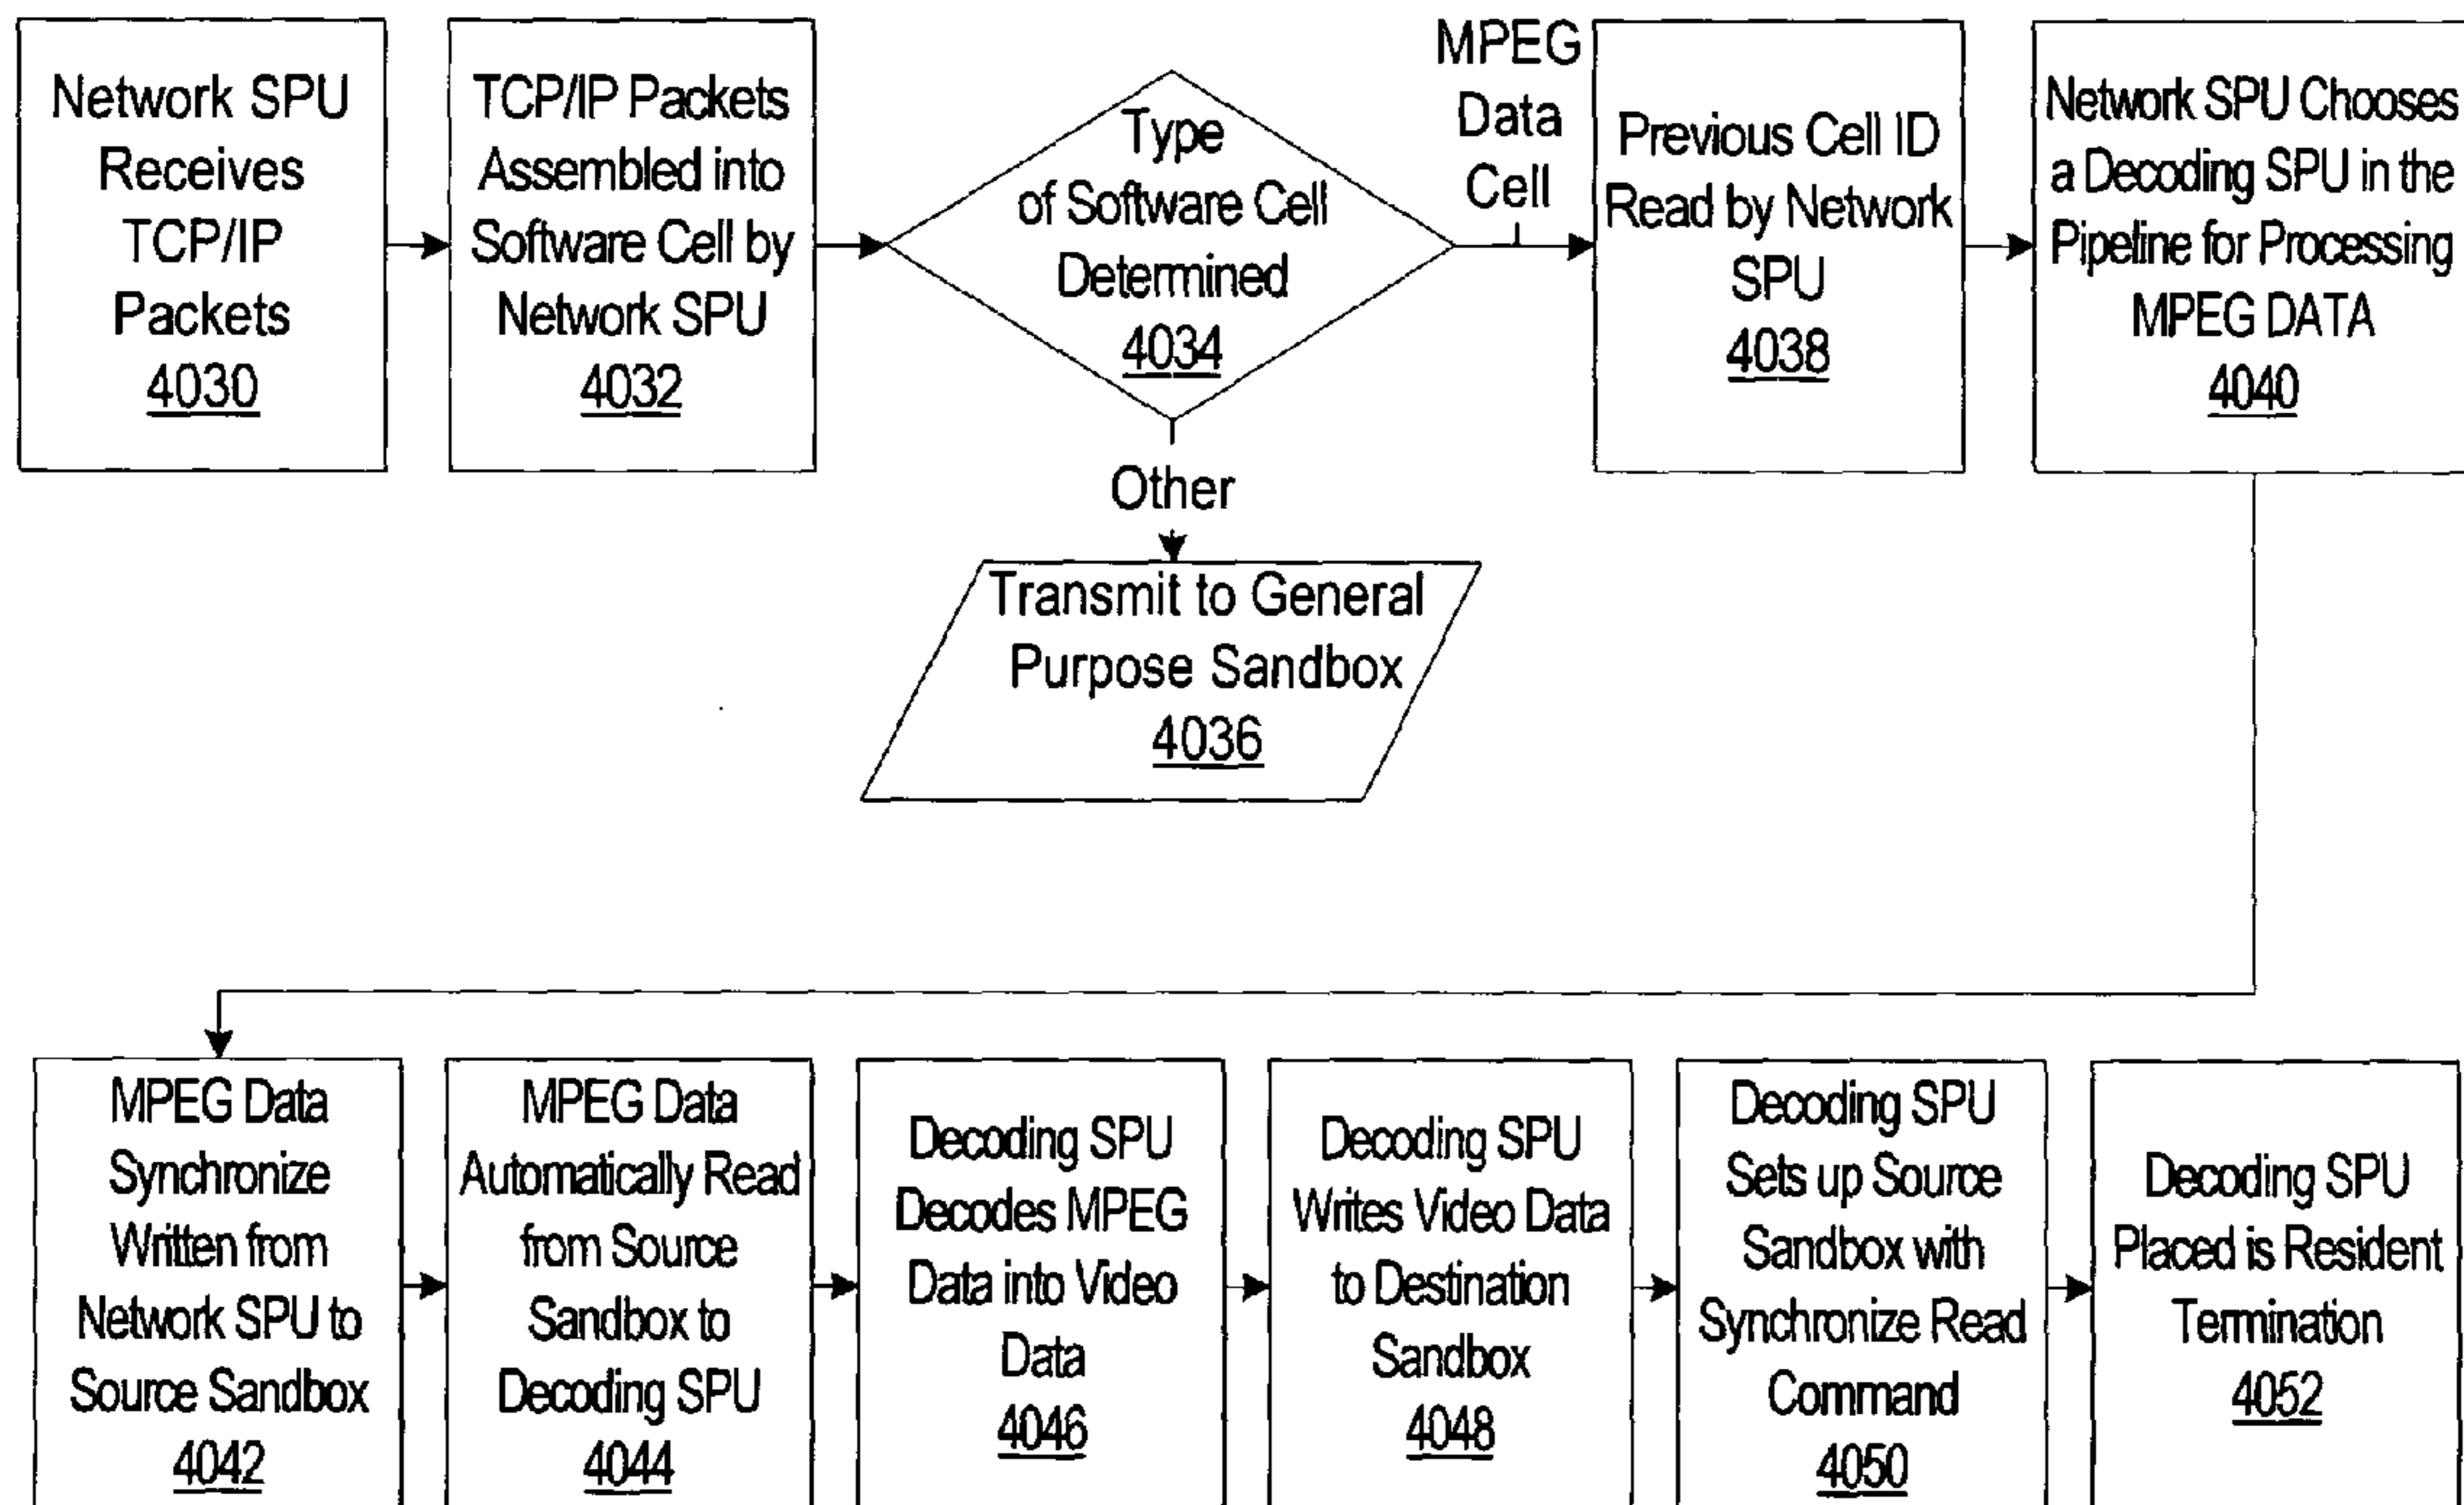 Network SPU
Receives
TCP/IP
Packets
4030
TCP/IP Packets
Assembled into
Software Cell by
Network SPU
4032
Type
of Software Cell
Determined
4034
MPEG
Data
Cell
Other
Transmit to General
Purpose Sandbox
4036
Previous Cell ID
Read by Network
SPU
4038
Network SPU Chooses
a Decoding SPU in the
Pipeline for Processing
MPEG DATA
4040
MPEG Data
Synchronize
Written from
Network SPU to
Source Sandbox
4042
MPEG Data
Automatically Read
from Source
Sandbox to
Decoding SPU
4044
Decoding SPU
Decodes MPEG
Data into Video
Data
4046
Decoding SPU
Writes Video Data
to Destination
Sandbox
4048
Decoding SPU
Sets up Source
Sandbox with
Synchronize Read
Command
4050
Decoding SPU
Placed is Resident
Termination
4052